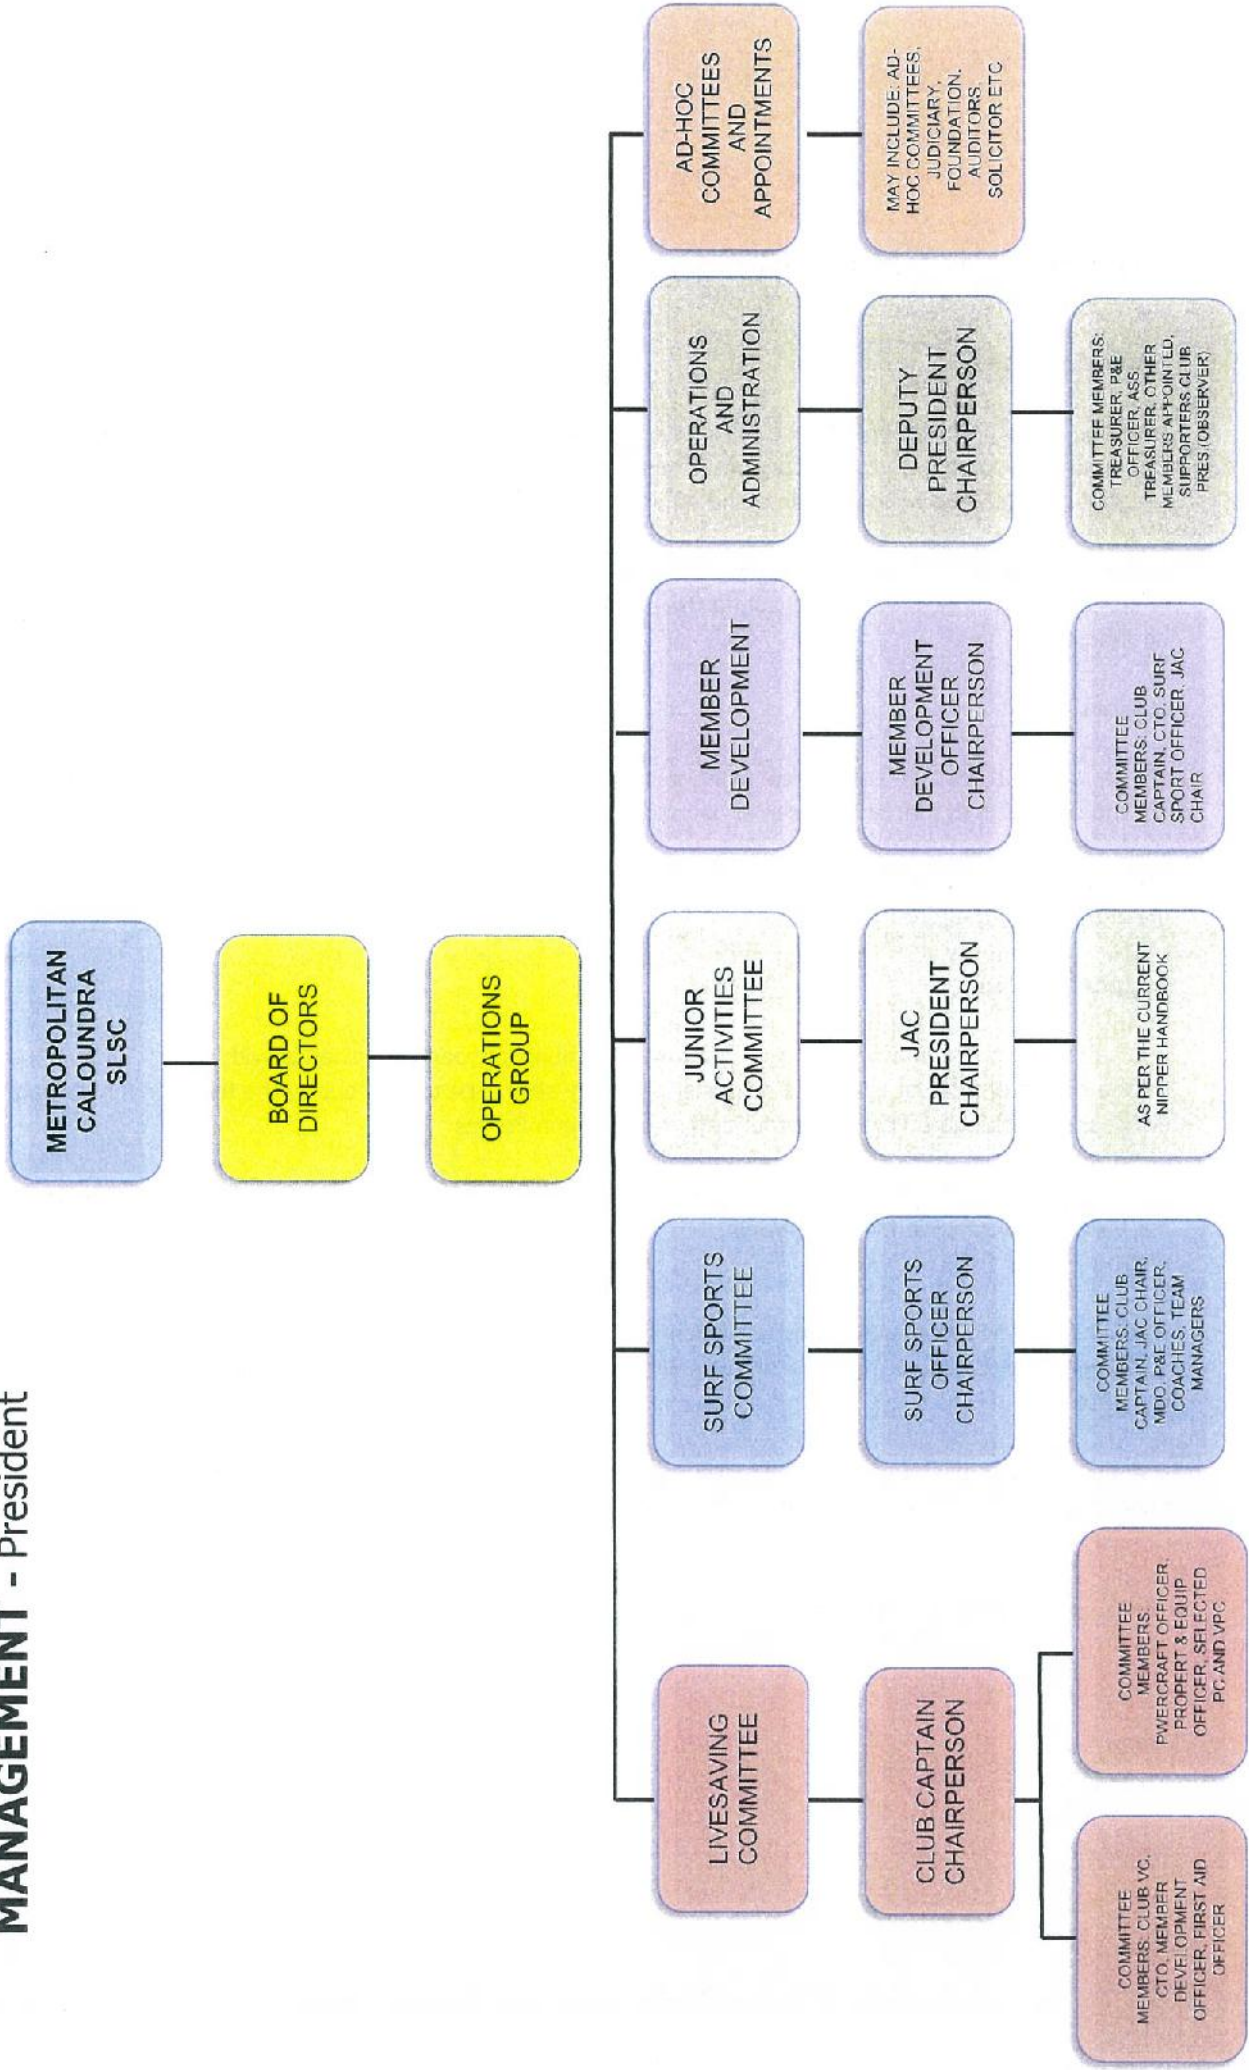 MANAGEMENT - President
METROPOLITAN
CALOUNDRA
SLSC
BOARD OF
DIRECTORS
OPERATIONS
GROUP
LIVESAVING
COMMITTEE
SURF SPORTS
COMMITTEE
JUNIOR
ACTIVITIES
COMMITTEE
MEMBER
DEVELOPMENT
OPERATIONS
AND
ADMINISTRATION
AD-HOC
COMMITTEES
AND
APPOINTMENTS
CLUB CAPTAIN
CHAIRPERSON
SURF SPORTS
OFFICER
CHAIRPERSON
JAC
PRESIDENT
CHAIRPERSON
MEMBER
DEVELOPMENT
OFFICER
CHAIRPERSON
DEPUTY
PRESIDENT
CHAIRPERSON
MAY INCLUDE: AD-
HOC COMMITTEES,
JUDICIARY,
FOUNDATION.
AUDITORS.
SOLICITOR ETC
COMMITTEE
MEMBERS: CLUB VC,
CTO, MEMBER
DEVELOPMENT
OFFICER, FIRST AID
OFFICER
COMMITTEE
MEMBERS:
PWERCRAFT OFFICER,
PROPERT & EQUIP
OFFICER, SELECTED
PC AND VPC
COMMITTEE
MEMBERS: CLUB
CAPTAIN, JAC CHAIR,
MDO, P&E OFFICER,
COACHES, TEAM
MANAGERS
AS PER THE CURRENT
NIPPER HANDBOOK
COMMITTEE
MEMBERS: CLUB
CAPTAIN, CTO, SURF
SPORT OFFICER, JAC
CHAIR
COMMITTEE MEMBERS:
TREASURER, P&E
OFFICER, ASS
TREASURER, OTHER
MEMBERS APPOINTED,
SUPPORTERS CLUB
PRES.(OBSERVER)